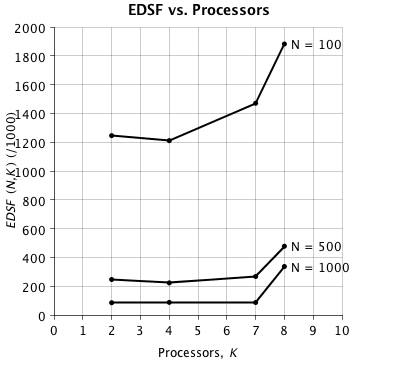 EDSF vs. Processors
2000
1800
1600
1400
1200
1000
800
600
400
200
0
EDSF (N,K) (/1000)
N = 100
N = 500
N = 1000
0 1 2 3 4 5 6 7 8 9 10
Processors, K